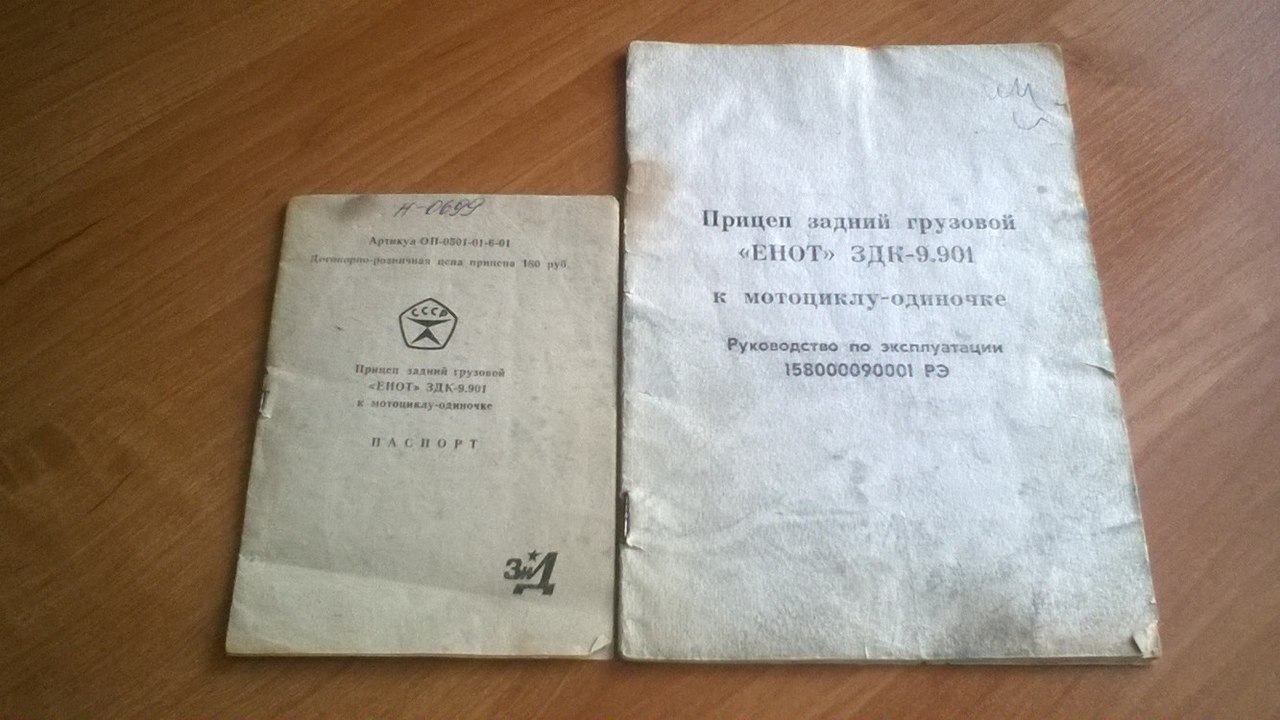 н-0699
Артикул ОП-0501-01-6-01
Договорно-розничная цена прицепа 180 руб.
СССР
Прицеп задний грузовой
«ЕНОТ» ЗДК-9.901
к мотоциклу-одиночке
ПАСПОРТ
ЗиД
Прицеп задний грузовой
«ЕНОТ» ЗДК-9.901
к мотоциклу-одиночке
Руководство по эксплуатации
158000090001 РЭ